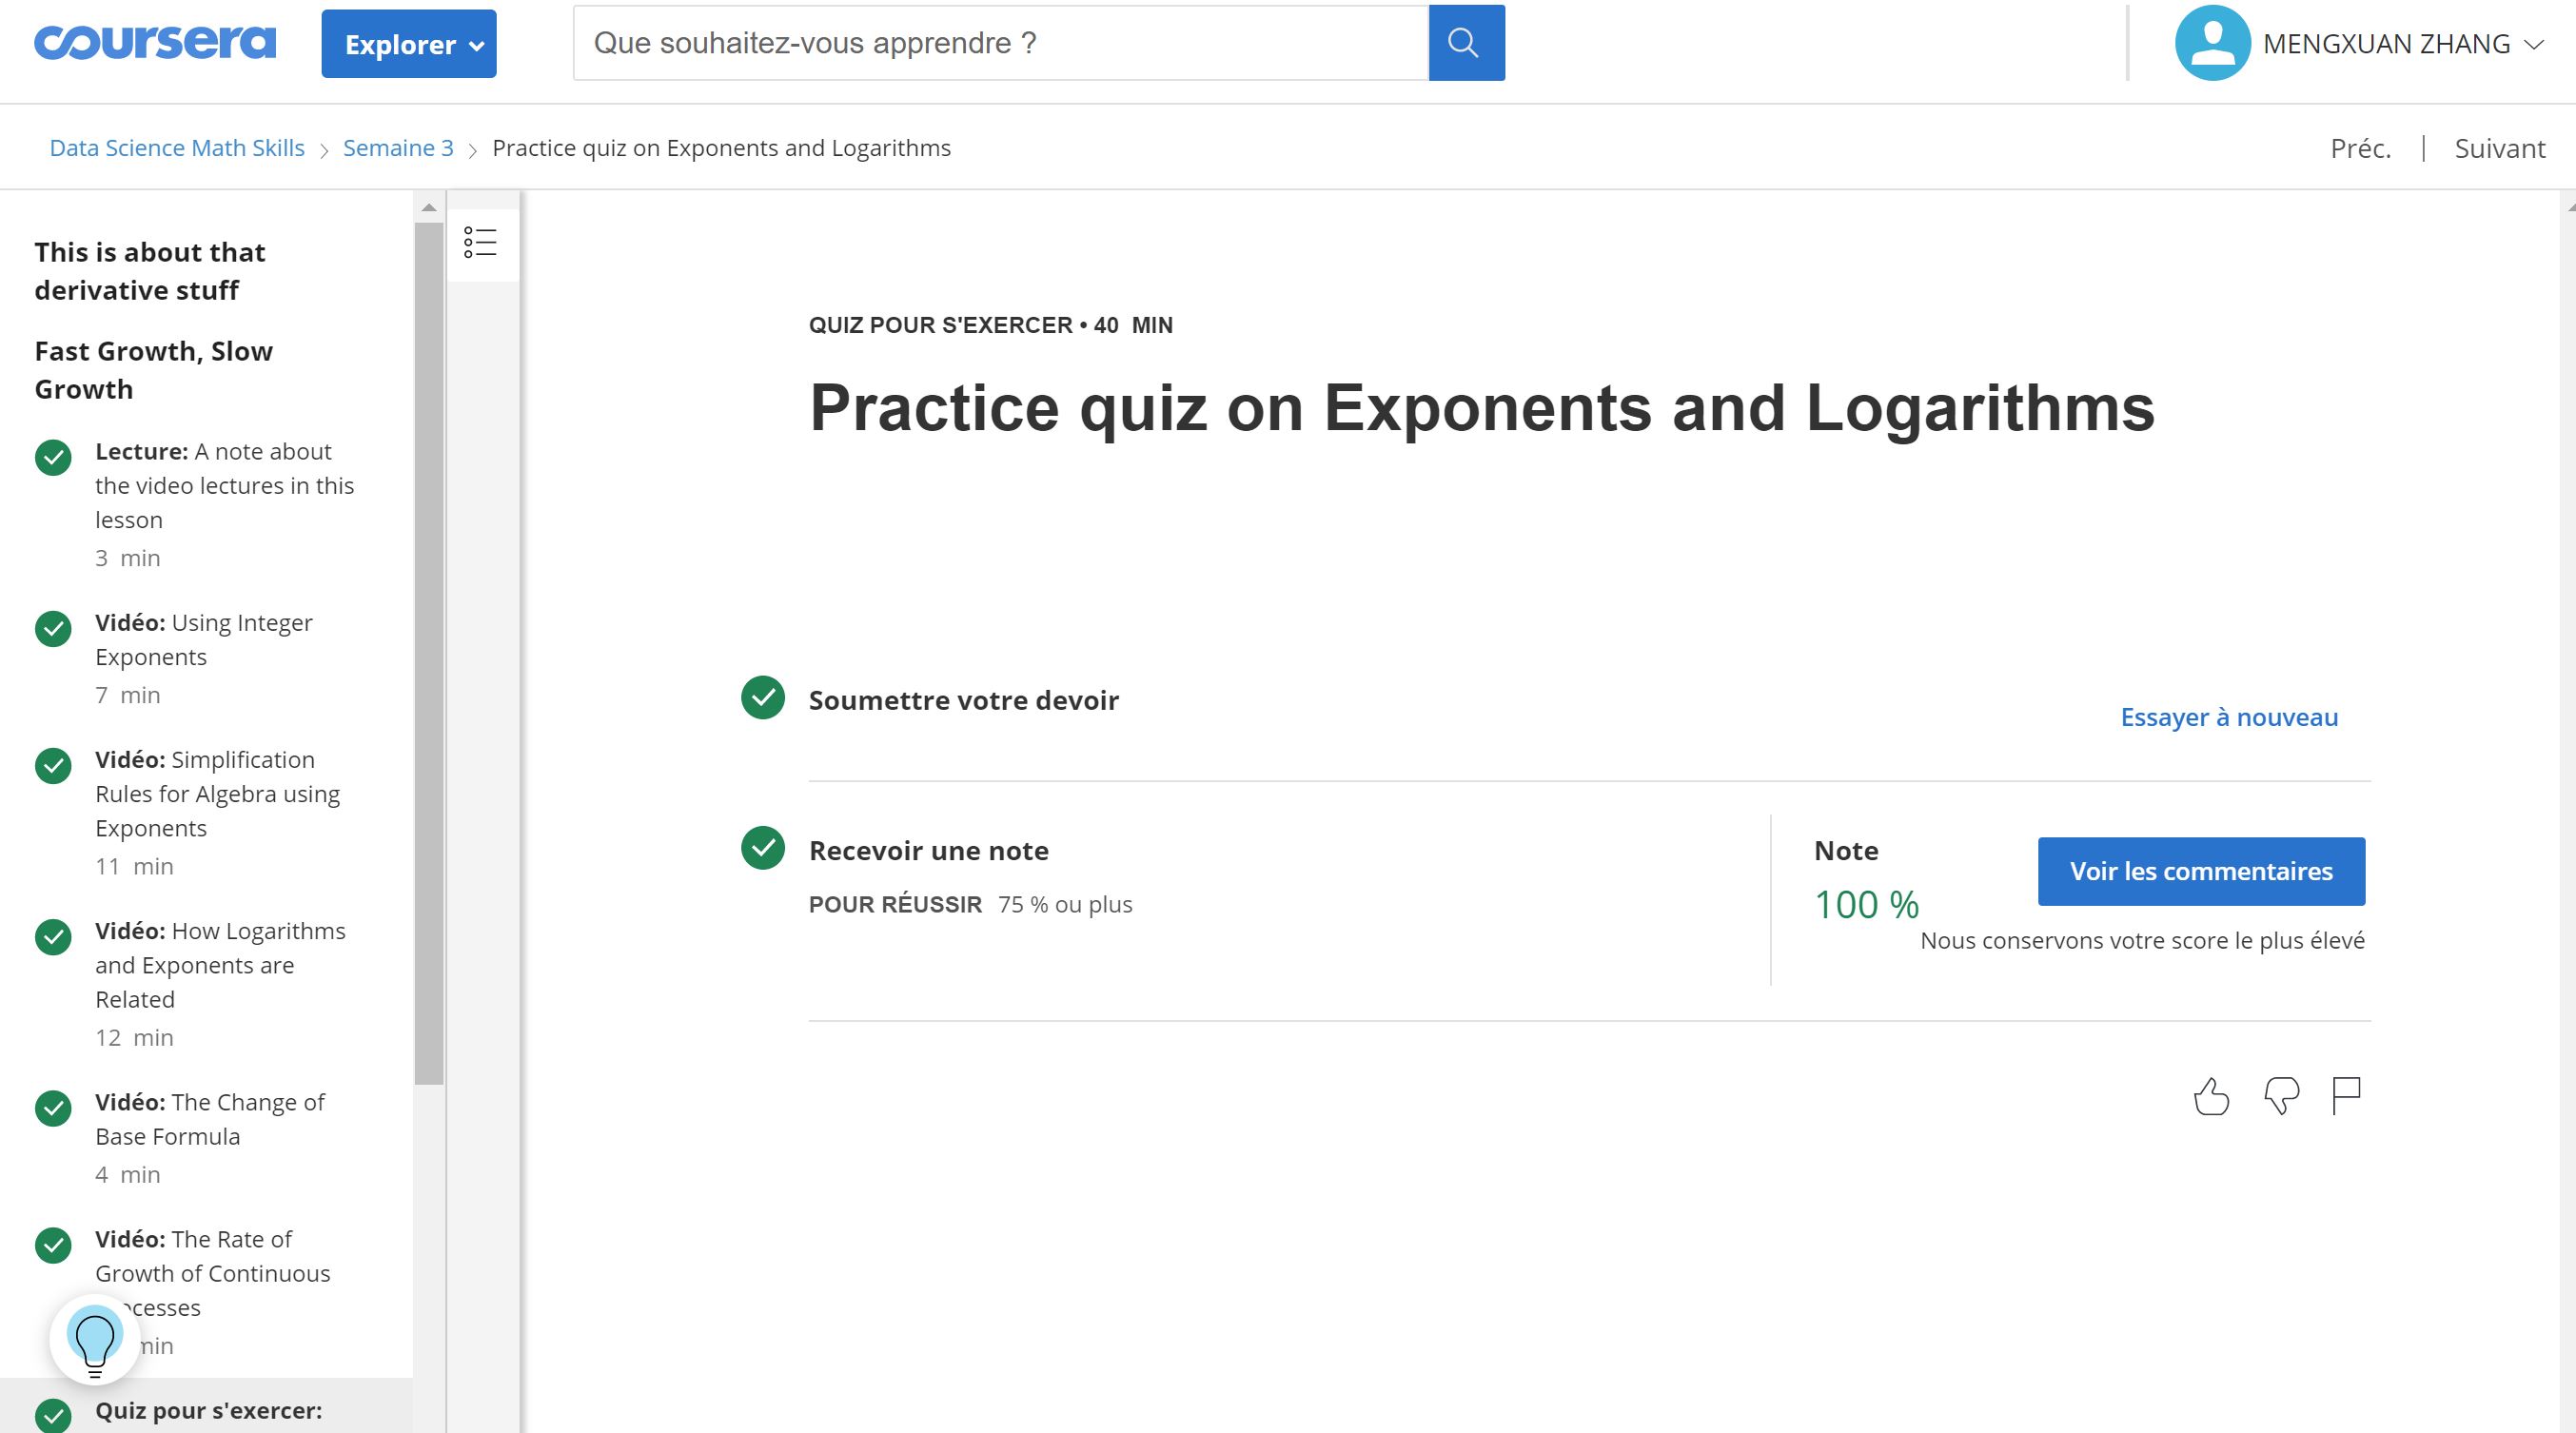 coursera
Explorer
Que souhaitez-vous apprendre ?
MENGXUAN ZHANG
Data Science Math Skills > Semaine 3 > Practice quiz on Exponents and Logarithms
Préc. | Suivant
This is about that
derivative stuff
Fast Growth, Slow
Growth
Lecture: A note about
the video lectures in this
lesson
3 min
Vidéo: Using Integer
Exponents
7 min
Vidéo: Simplification
Rules for Algebra using
Exponents
11 min
Vidéo: How Logarithms
and Exponents are
Related
12 min
Vidéo: The Change of
Base Formula
4 min
Vidéo: The Rate of
Growth of Continuous
min
Quiz pour s'exercer:
QUIZ POUR S'EXERCER • 40 MIN
Practice quiz on Exponents and Logarithms
Soumettre votre devoir
Essayer à nouveau
Recevoir une note
POUR RÉUSSIR 75 % ou plus
Note
100 %
Voir les commentaires
Nous conservons votre score le plus élevé